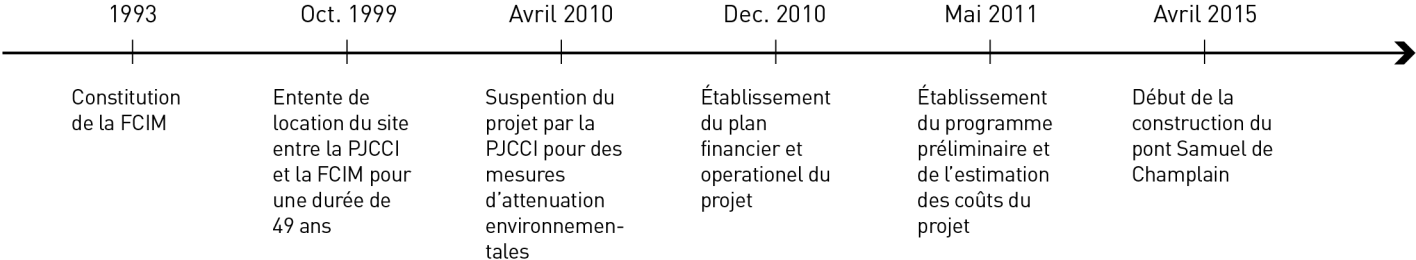 1993
Oct. 1999
Avril 2010
Dec. 2010
Mai 2011
Avril 2015
Constitution
de la FCIM
Entente de
location du site
entre la PJCCI
et la FCIM pour
une durée de
49 ans
Suspention du
projet par la
PJCCI pour des
mesures
d'attenuation
environnemen-
tales
Établissement
du plan
financier et
operationel du
projet
Établissement
du programme
préliminaire et
de l'estimation
des coûts du
projet
Début de la
construction du
pont Samuel de
Champlain